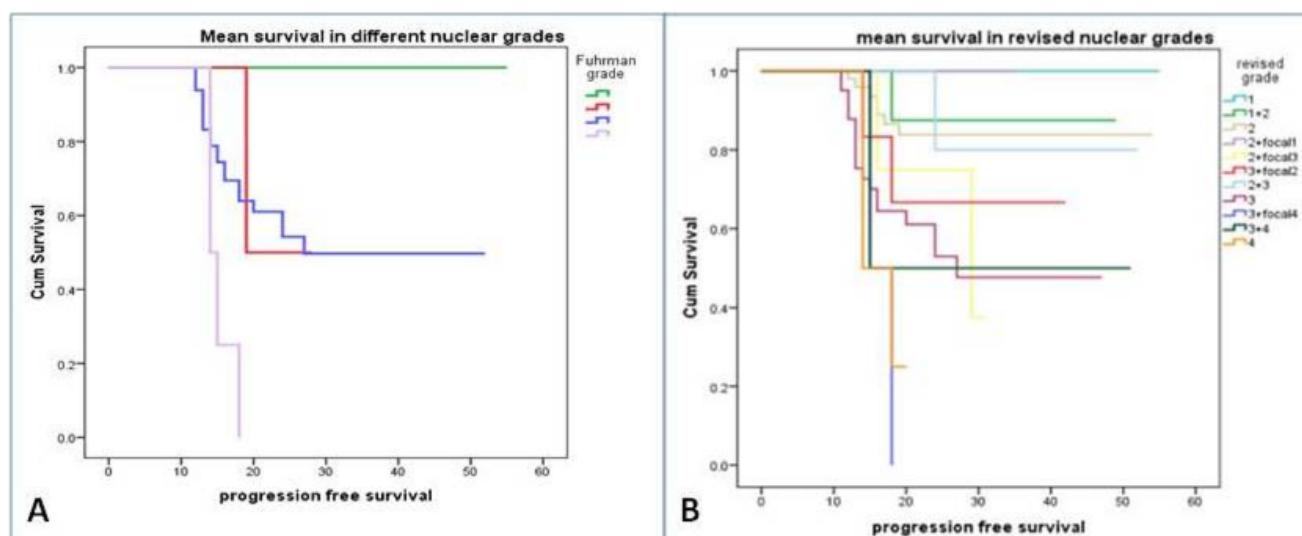 Mean survival in different nuclear grades
Fuhrman
grade
1.0
0.8
0.6
0.4
0.2
0.0
Cum Survival
0
10
20
30
40
50
60
progression free survival
A
mean survival in revised nuclear grades
revised
grade
1
1+2
2
2+focal1
2+focal3
3+focal2
2+3
3
3+focal4
3+4
4
1.0
0.8
0.6
0.4
0.2
0.0
Cum Survival
0
10
20
30
40
50
60
progression free survival
B